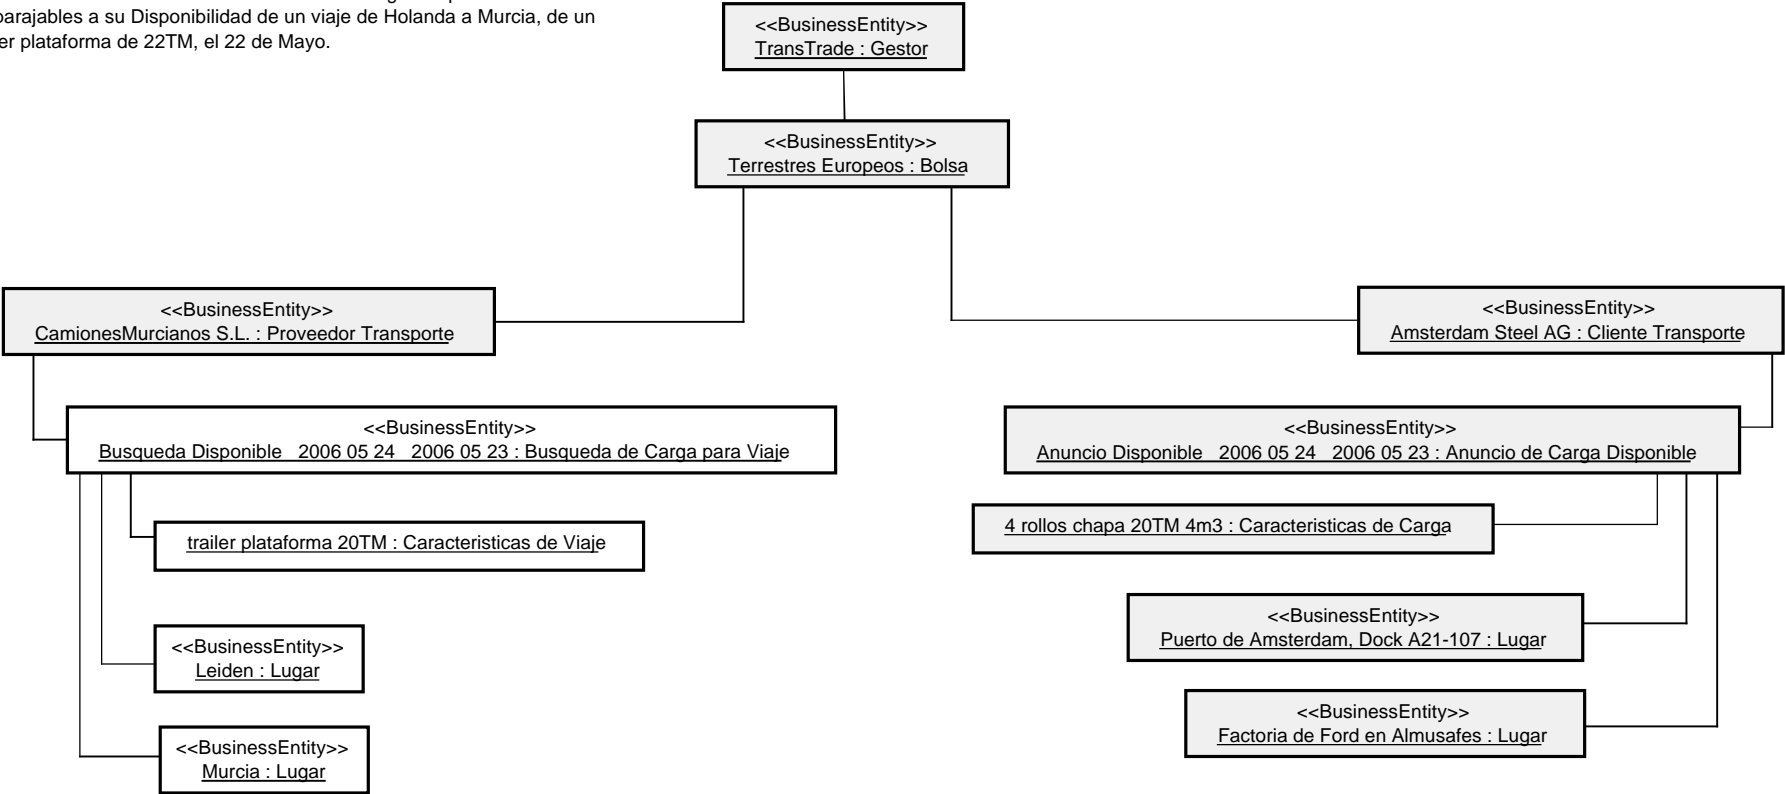 parajables a su Disponibilidad de un viaje de Holanda a Murcia, de un
er plataforma de 22TM, el 22 de Mayo.
<<BusinessEntity>>
TransTrade : Gestor
<<BusinessEntity>>
Terrestres Europeos : Bolsa
<<BusinessEntity>>
CamionesMurcianos S.L. : Proveedor Transporte
<<BusinessEntity>>
Amsterdam Steel AG : Cliente Transporte
<<BusinessEntity>>
Busqueda Disponible   2006 05 24   2006 05 23 : Busqueda de Carga para Viaje
<<BusinessEntity>>
Anuncio Disponible   2006 05 24   2006 05 23 : Anuncio de Carga Disponible
trailer plataforma 20TM : Caracteristicas de Viaje
4 rollos chapa 20TM 4m3 : Caracteristicas de Carga
<<BusinessEntity>>
Leiden : Lugar
<<BusinessEntity>>
Puerto de Amsterdam, Dock A21-107 : Lugar
<<BusinessEntity>>
Murcia : Lugar
<<BusinessEntity>>
Factoria de Ford en Almusafes : Lugar